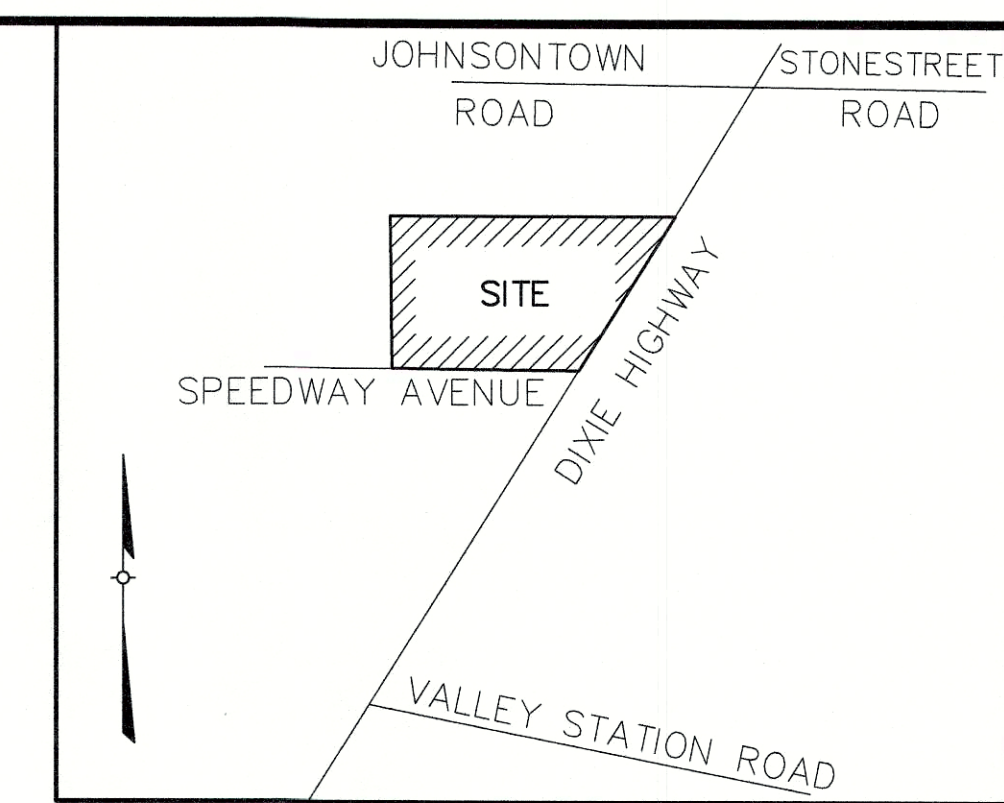 JOHNSONTOWN
ROAD
STONESTREET
ROAD
SITE
SPEEDWAY AVENUE
DIXIE HIGHWAY
VALLEY STATION ROAD